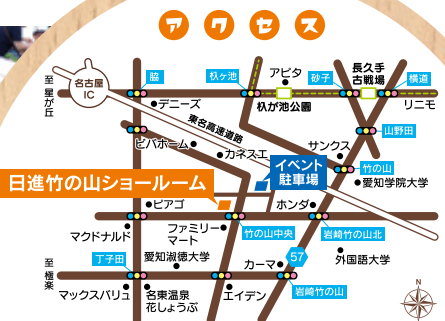 アクセス
至 星が丘
名古屋
IC
脇
デニーズ
杁ヶ池
アピタ
杁が池公園
砂子
長久手
古戦場
横道
リニモ
東名高速道路
ビバホーム
カネスエ
サンクス
山野田
竹の山
愛知学院大学
イベント
駐車場
日進竹の山ショールーム
ピアゴ
ホンダ
マクドナルド
ファミリー
マート
竹の山中央
岩崎竹の山北
丁子田
愛知淑徳大学
カーマ
57
外国語大学
至 極楽
マックスバリュ
名東温泉
花しょうぶ
エイデン
岩崎竹の山
N